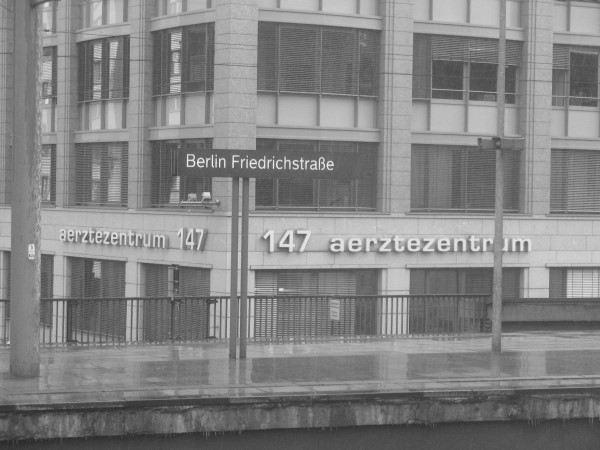 Berlin Friedrichstraße
aerztezentrum 147
147 aerztezentrum